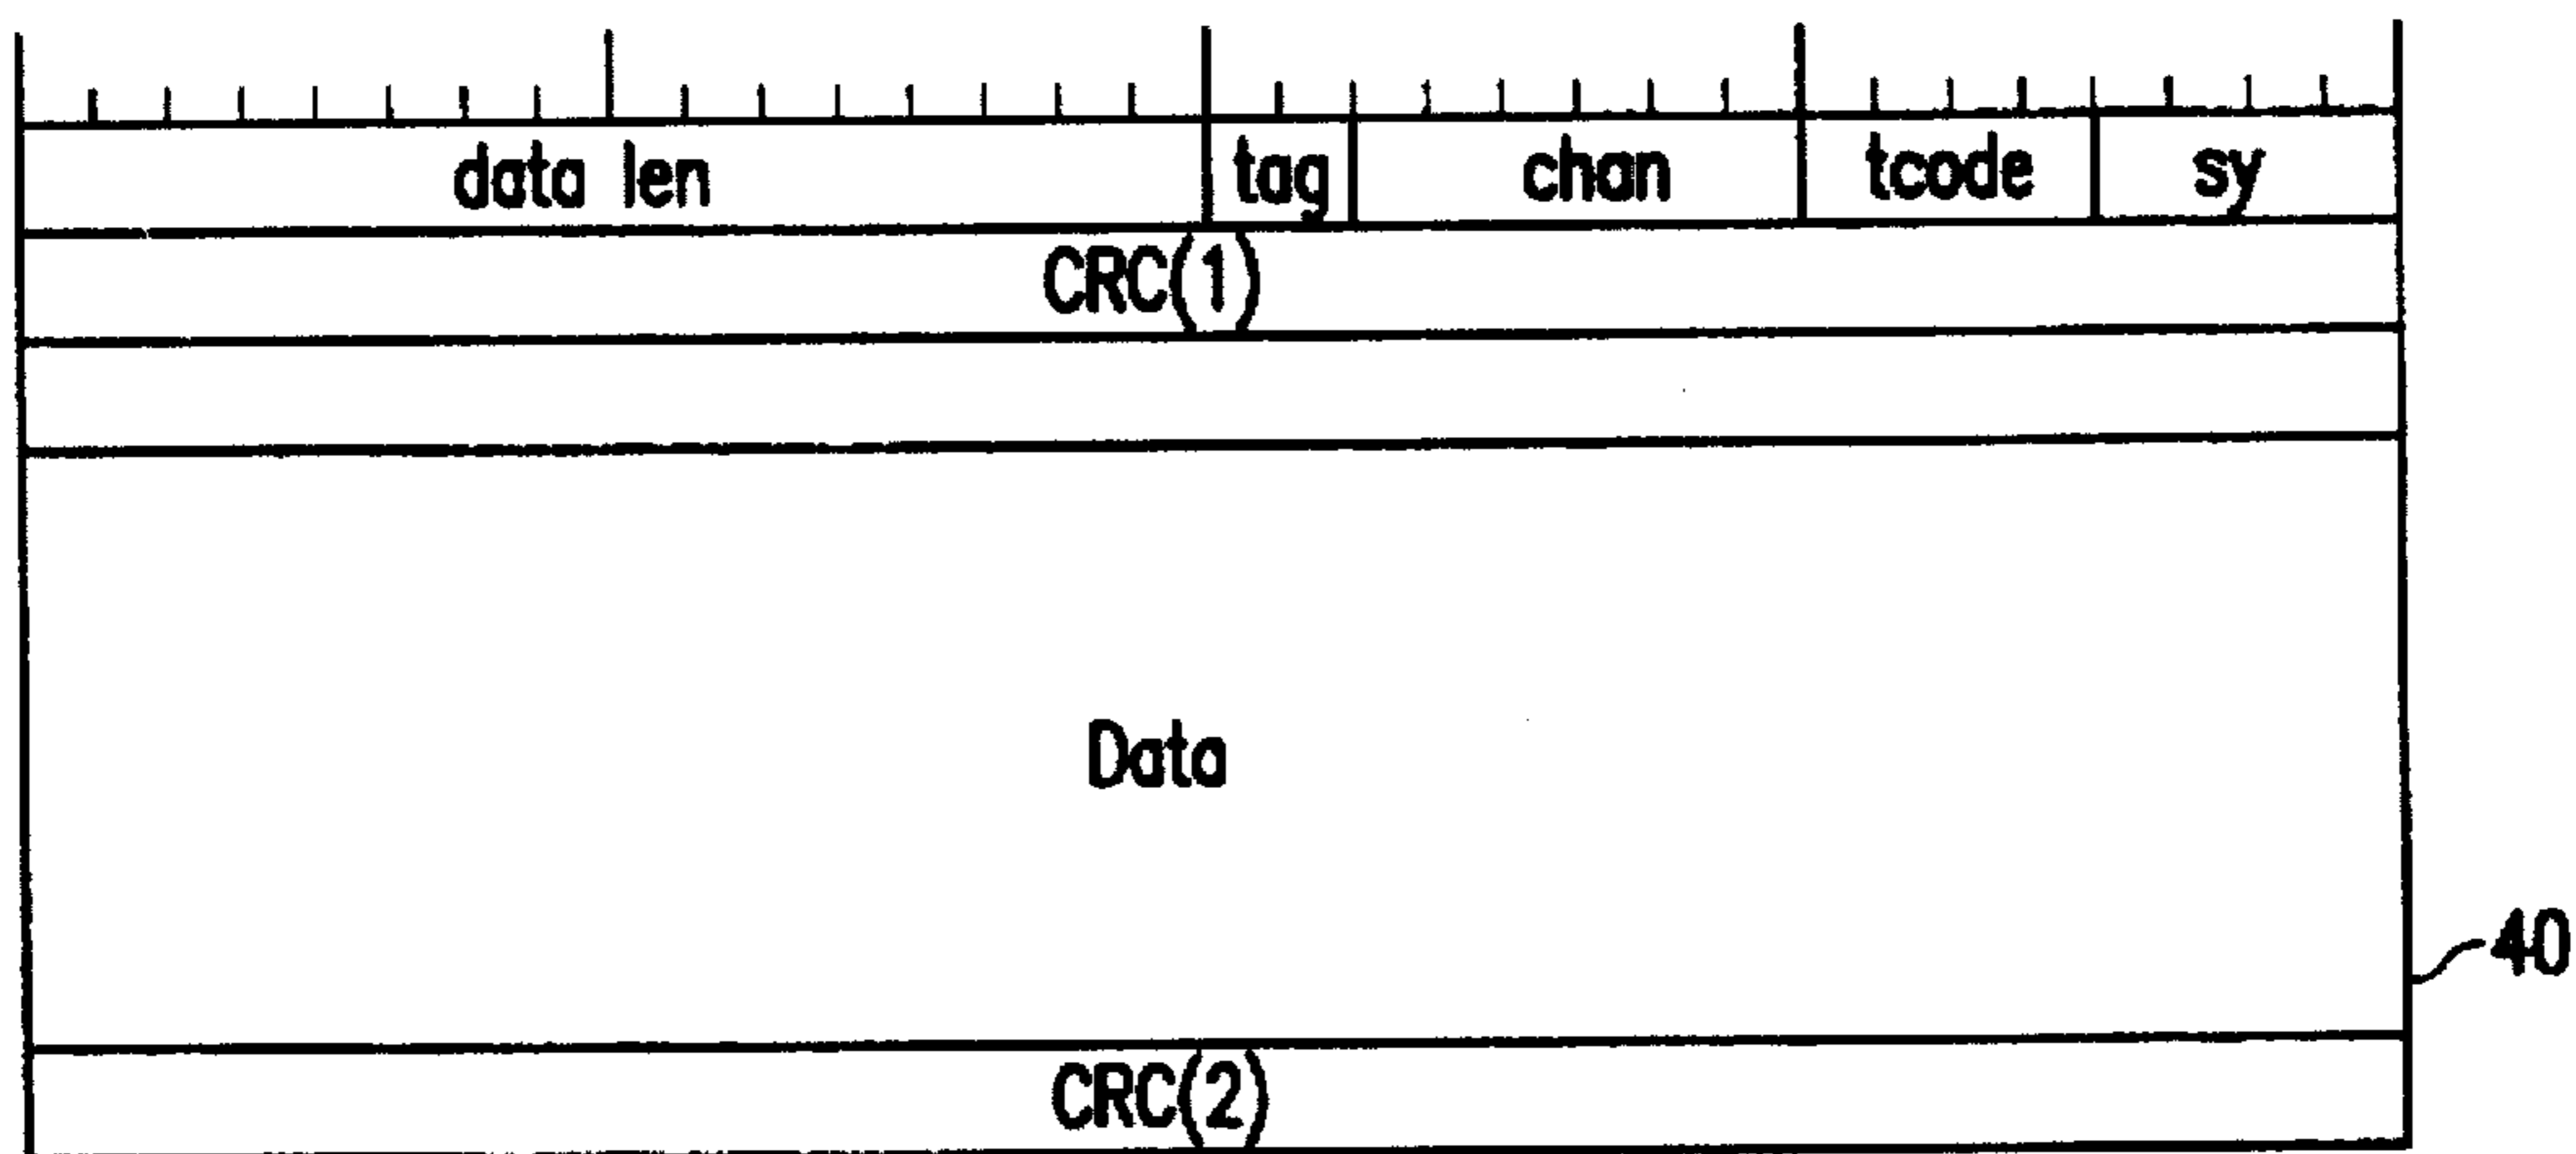 data len tag chan tcode sy
CRC(1)
Data
40
CRC(2)